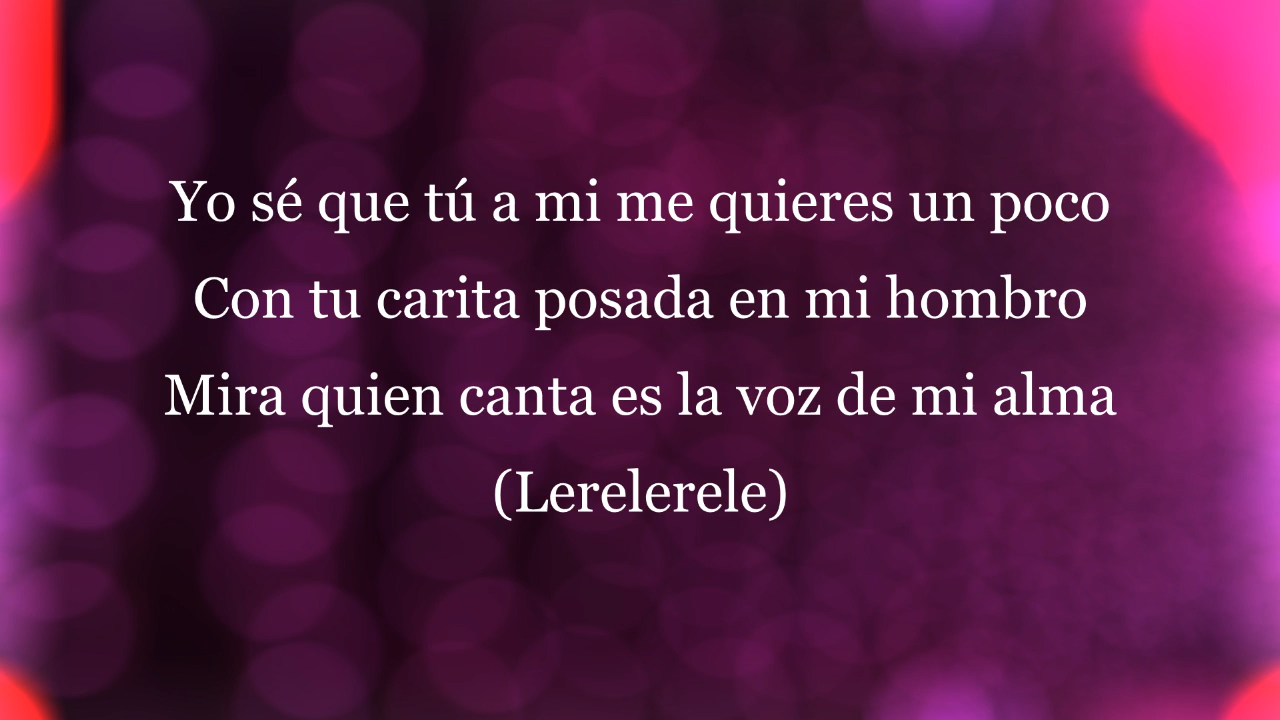 Yo sé que tú a mi me quieres un poco
Con tu carita posada en mi hombro
Mira quien canta es la voz de mi alma
(Lerelerele)